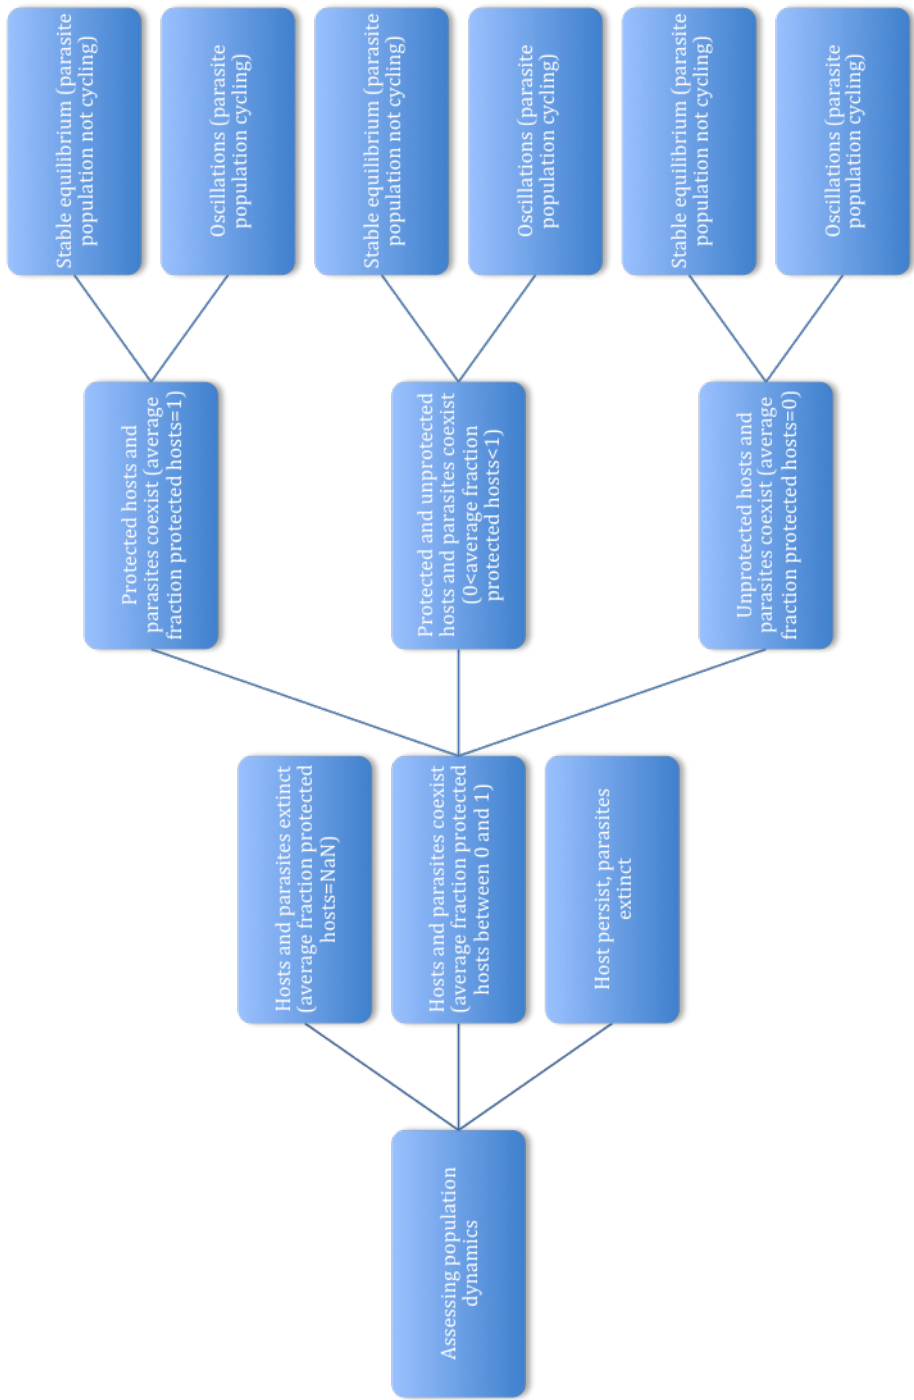 Assessing population
dynamics
Hosts and parasites extinct
(average fraction protected
hosts=NaN)
Hosts and parasites coexist
(average fraction protected
hosts between 0 and 1)
Host persist, parasites
extinct
Protected hosts and
parasites coexist (average
fraction protected hosts=1)
Protected and unprotected
hosts and parasites coexist
(0<average fraction
protected hosts<1)
Unprotected hosts and
parasites coexist (average
fraction protected hosts=0)
Stable equilibrium (parasite
population not cycling)
Oscillations (parasite
population cycling)
Stable equilibrium (parasite
population not cycling)
Oscillations (parasite
population cycling)
Stable equilibrium (parasite
population not cycling)
Oscillations (parasite
population cycling)